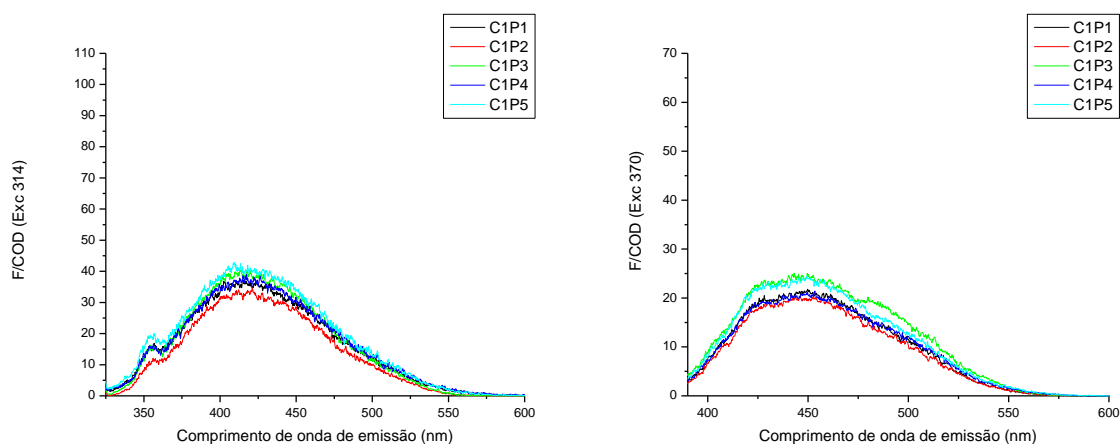 C1P1
C1P2
C1P3
C1P4
C1P5
110
100
90
80
70
60
50
40
30
20
10
0
F/COD (Exc 314)
350 400 450 500 550 600
Comprimento de onda de emissão (nm)
C1P1
C1P2
C1P3
C1P4
C1P5
70
60
50
40
30
20
10
0
F/COD (Exc 370)
400 450 500 550 600
Comprimento de onda de emissão (nm)